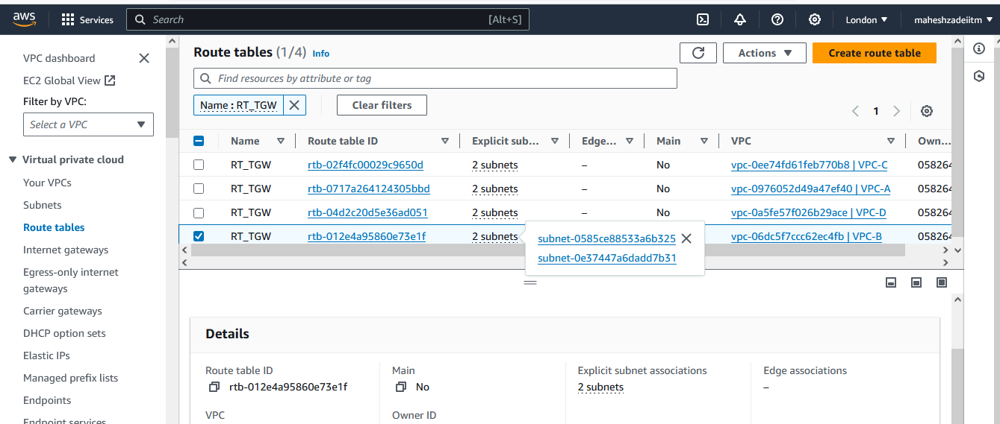 aws
Services
Search [Alt+S]
London
maheshzadeiitm
VPC dashboard
EC2 Global View
Filter by VPC:
Select a VPC
Virtual private cloud
Your VPCs
Subnets
Route tables
Internet gateways
Egress-only internet
gateways
Carrier gateways
DHCP option sets
Elastic IPs
Managed prefix lists
Endpoints
Endpoint services
Route tables (1/4) Info
Actions
Create route table
Find resources by attribute or tag
Name : RT_TGW
Clear filters
1
Name Route table ID Explicit sub... Edge... Main VPC Own...
RT_TGW rtb-02f4fc00029c9650d 2 subnets – No vpc-0ee74fd61feb770b8 | VPC-C 058264
RT_TGW rtb-0717a264124305bbd 2 subnets – No vpc-0976052d49a47ef40 | VPC-A 058264
RT_TGW rtb-04d2c20d5e36ad051 2 subnets – No vpc-0a5fe57f026b29ace | VPC-D 058264
RT_TGW rtb-012e4a95860e73e1f 2 subnets vpc-06dc5f7ccc62ec4fb | VPC-B 058264
subnet-0585ce88533a6b325
subnet-0e37447a6dadd7b31
Details
Route table ID
rtb-012e4a95860e73e1f
Main
No
Explicit subnet associations
2 subnets
Edge associations
–
VPC
Owner ID